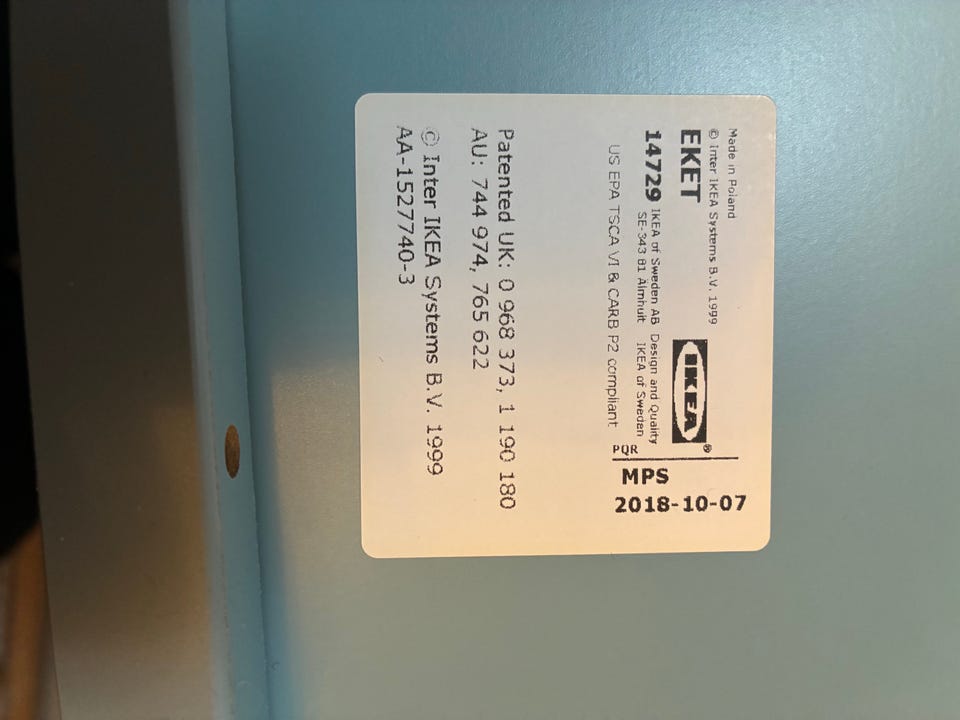 Made in Poland
© Inter IKEA Systems B.V. 1999
EKET
IKEA®
14729 IKEA of Sweden AB Design and Quality
SE-343 81 Älmhult IKEA of Sweden
US EPA TSCA VI & CARB P2 compliant
PQR
MPS
2018-10-07
Patented UK: 0 968 373, 1 190 180
AU: 744 974, 765 622
© Inter IKEA Systems B.V. 1999
AA-1527740-3